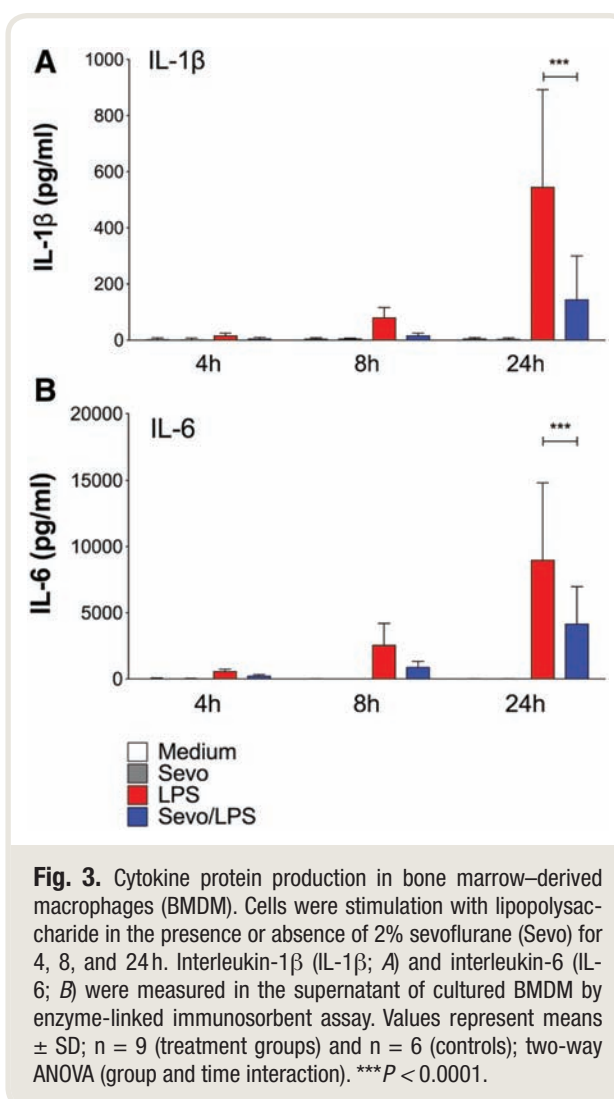 A
IL-1β
IL-1β (pg/ml)
1000
800
600
400
200
0
***
4h
8h
24h
B
IL-6
IL-6 (pg/ml)
20000
15000
10000
5000
0
***
4h
8h
24h
Medium
Sevo
LPS
Sevo/LPS
Fig. 3. Cytokine protein production in bone marrow–derived
macrophages (BMDM). Cells were stimulation with lipopolysac-
charide in the presence or absence of 2% sevoflurane (Sevo) for
4, 8, and 24 h. Interleukin-1β (IL-1β; A) and interleukin-6 (IL-
6; B) were measured in the supernatant of cultured BMDM by
enzyme-linked immunosorbent assay. Values represent means
± SD; n = 9 (treatment groups) and n = 6 (controls); two-way
ANOVA (group and time interaction). ***P < 0.0001.